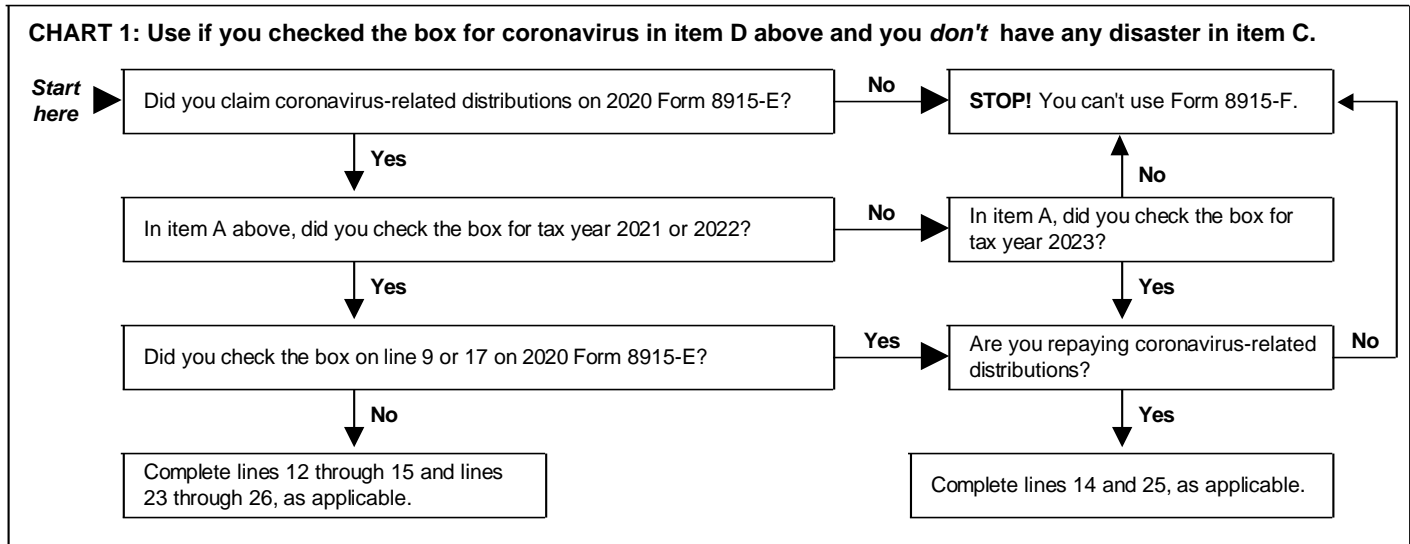 CHART 1: Use if you checked the box for coronavirus in item D above and you don't have any disaster in item C.
Start
here
Did you claim coronavirus-related distributions on 2020 Form 8915-E?
No
STOP! You can't use Form 8915-F.
Yes
No
In item A above, did you check the box for tax year 2021 or 2022?
No
In item A, did you check the box for
tax year 2023?
Yes
Yes
Did you check the box on line 9 or 17 on 2020 Form 8915-E?
Yes
Are you repaying coronavirus-related
distributions?
No
No
Yes
Complete lines 12 through 15 and lines
23 through 26, as applicable.
Complete lines 14 and 25, as applicable.